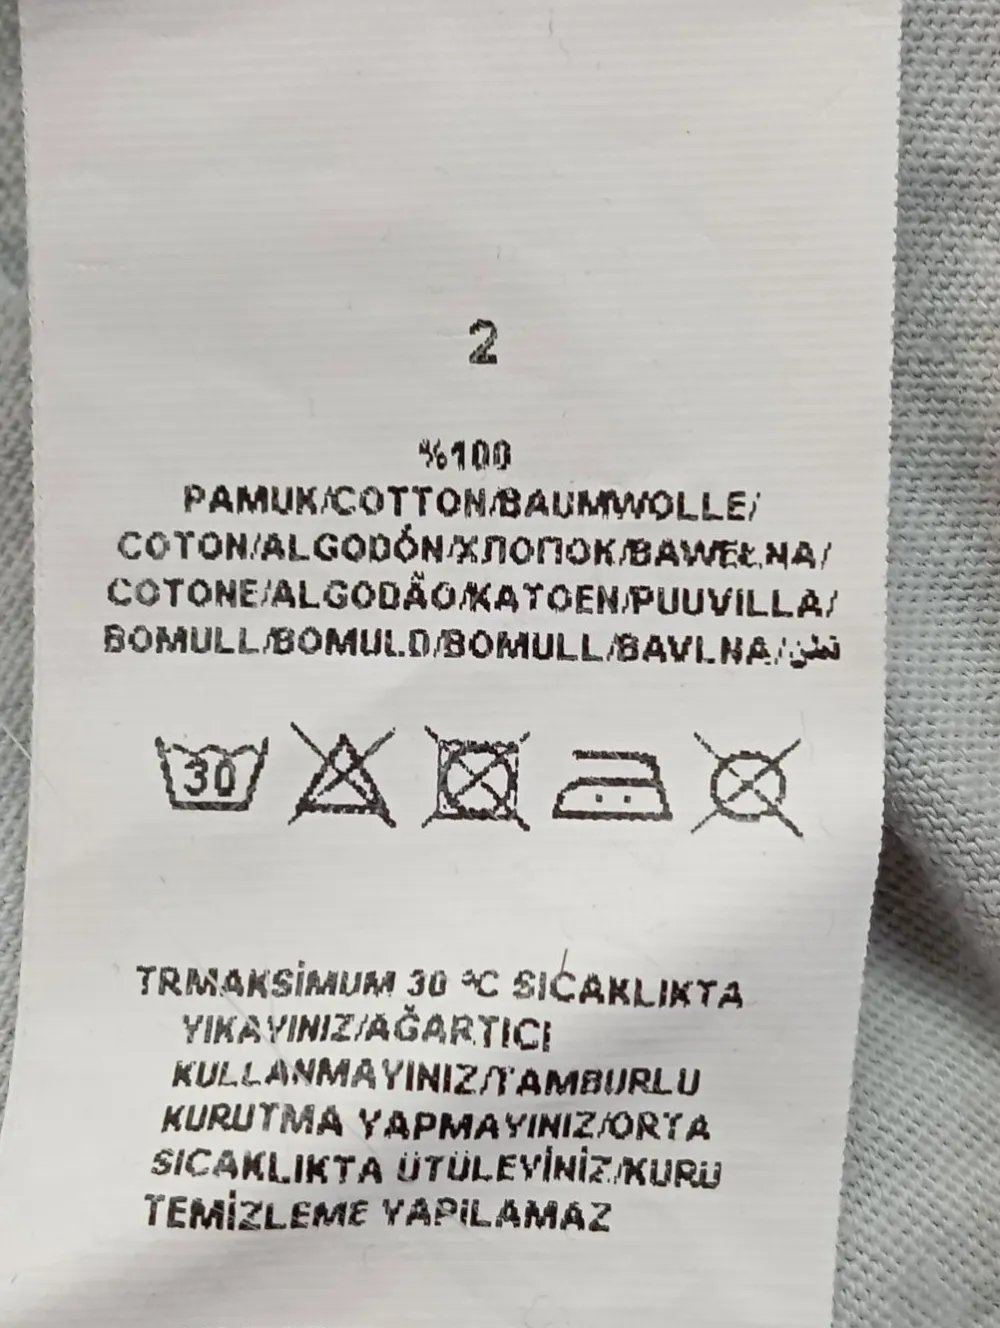 2
%100
PAMUK/COTTON/BAUMWOLLE/
COTON/ALGODÓN/ХЛОПОК/BAWEŁNA/
COTONE/ALGODÃO/KATOEN/PUUVILLA/
BOMULL/BOMULD/BOMULL/BAVLNA/قطن
30
TRMAKSİMUM 30 °C SICAKLIKTA
YIKAYINIZ/AĞARTICI
KULLANMAYINIZ/TAMBURLU
KURUTMA YAPMAYINIZ/ORTA
SICAKLIKTA ÜTÜLEYİNİZ/KURU
TEMİZLEME YAPILAMAZ